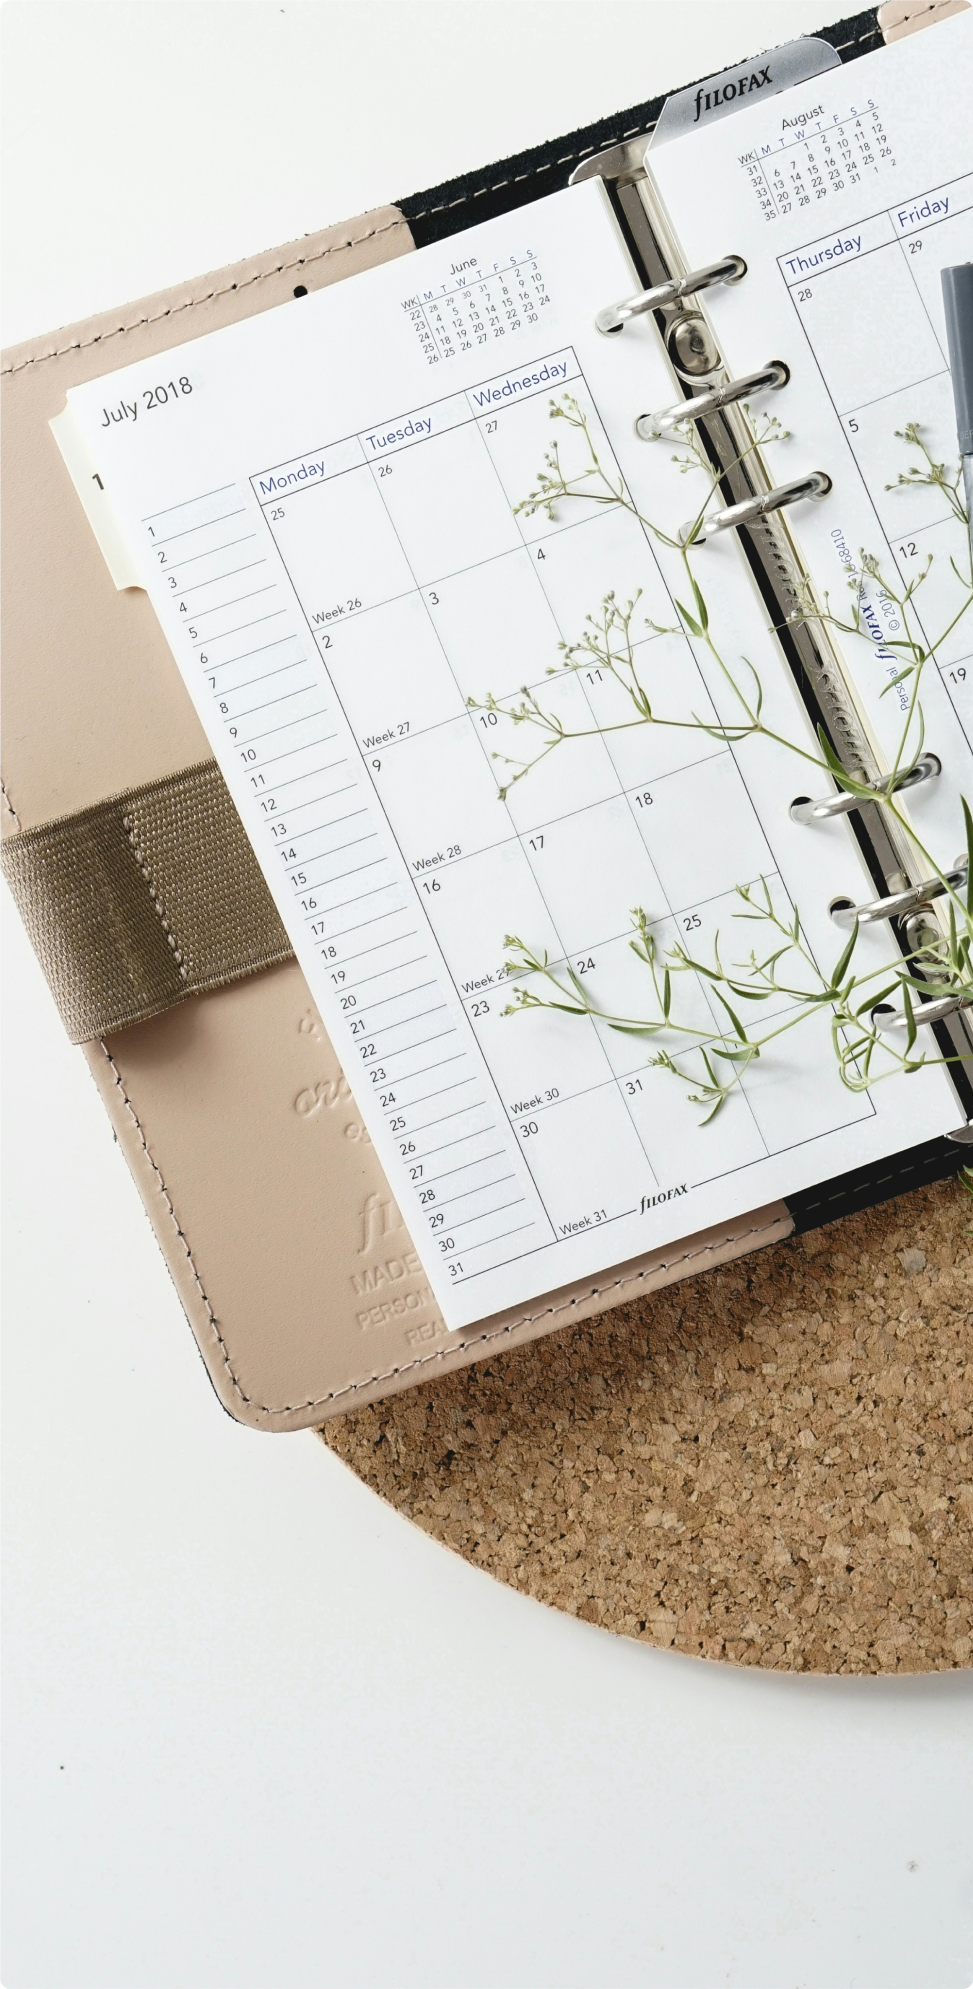 fILOFAX
August
WK M T W T F S S
31 1 2 3 4 5
32 6 7 8 9 10 11 12
33 13 14 15 16 17 18 19
34 20 21 22 23 24 25 26
35 27 28 29 30 31 1 2
Thursday Friday
28 29
5
12
19
Personal fILOFAX © 2016
June
WK M T W T F S S
22 28 29 30 31 1 2 3
23 4 5 6 7 8 9 10
24 11 12 13 14 15 16 17
25 18 19 20 21 22 23 24
26 25 26 27 28 29 30
July 2018
1
Monday Tuesday Wednesday
25 26 27
Week 26
2 3 4
Week 27
9 10 11
Week 28
16 17 18
Week 29
23 24 25
Week 30
30 31
Week 31
fILOFAX
1
2
3
4
5
6
7
8
9
10
11
12
13
14
15
16
17
18
19
20
21
22
23
24
25
26
27
28
29
30
31
MADE
PERSON
REA